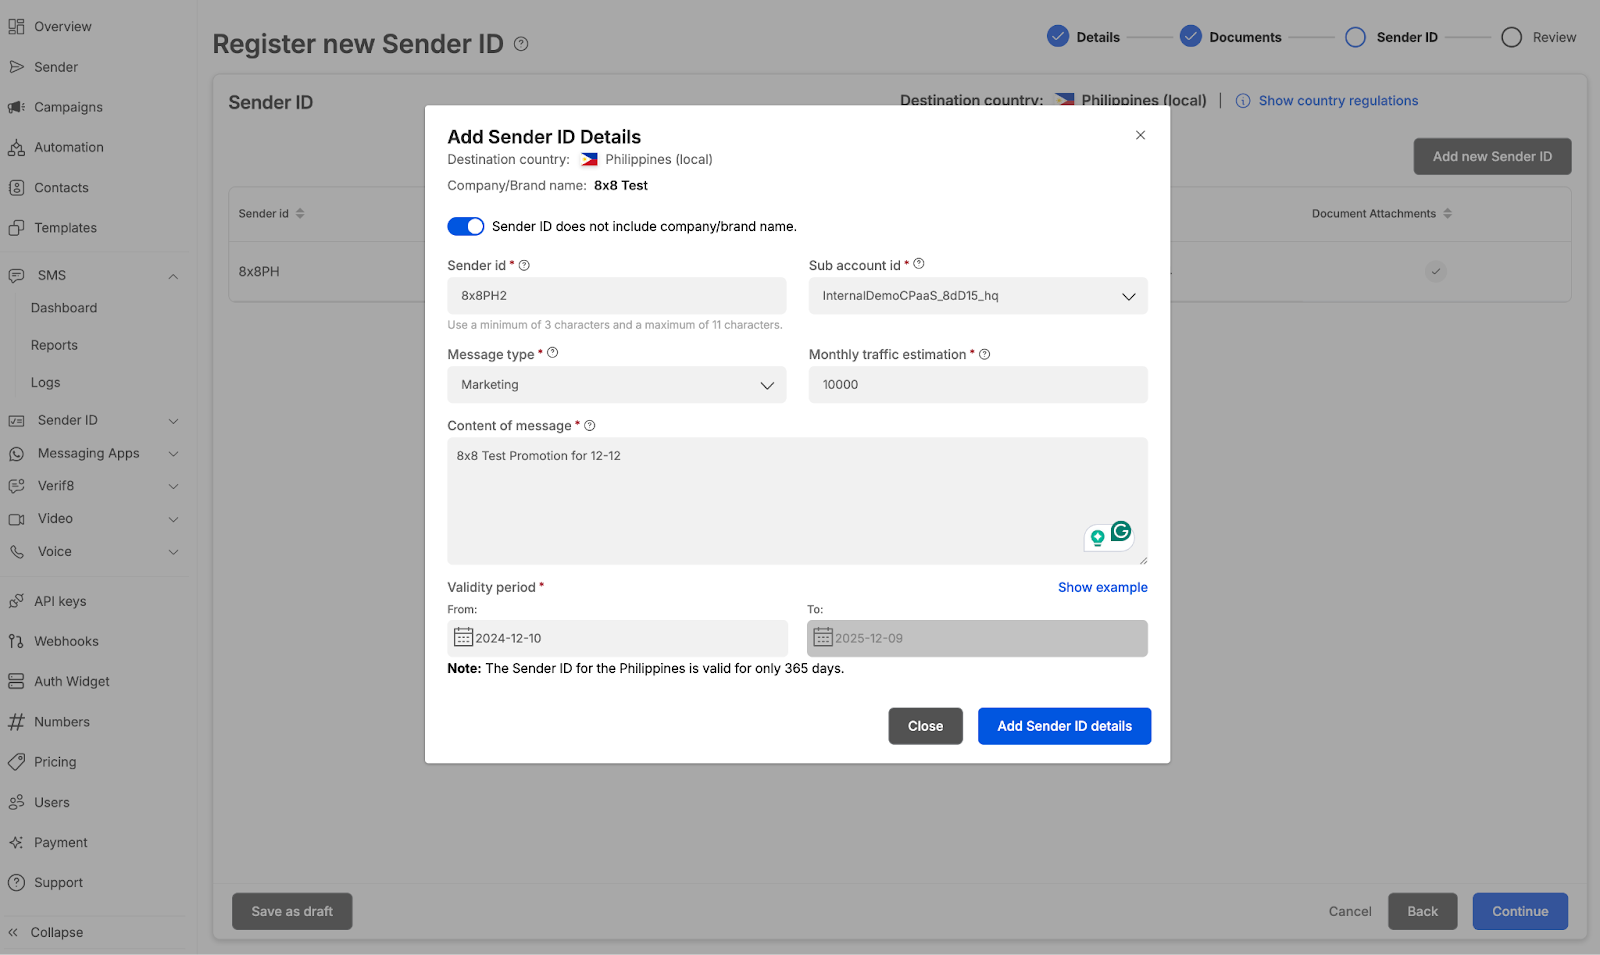 Overview
Sender
Campaigns
Automation
Contacts
Templates
SMS
Dashboard
Reports
Logs
Sender ID
Messaging Apps
Verif8
Video
Voice
API keys
Webhooks
Auth Widget
Numbers
Pricing
Users
Payment
Support
Collapse
Register new Sender ID
Details
Documents
Sender ID
Review
Sender ID
Destination country: Philippines (local) | Show country regulations
Add new Sender ID
Sender id
Document Attachments
8x8PH
Add Sender ID Details
Destination country: Philippines (local)
Company/Brand name: 8x8 Test
Sender ID does not include company/brand name.
Sender id *
Sub account id *
8x8PH2
InternalDemoCPaaS_8dD15_hq
Use a minimum of 3 characters and a maximum of 11 characters.
Message type *
Monthly traffic estimation *
Marketing
10000
Content of message *
8x8 Test Promotion for 12-12
Validity period *
Show example
From:
To:
2024-12-10
2025-12-09
Note: The Sender ID for the Philippines is valid for only 365 days.
Close
Add Sender ID details
Save as draft
Cancel
Back
Continue